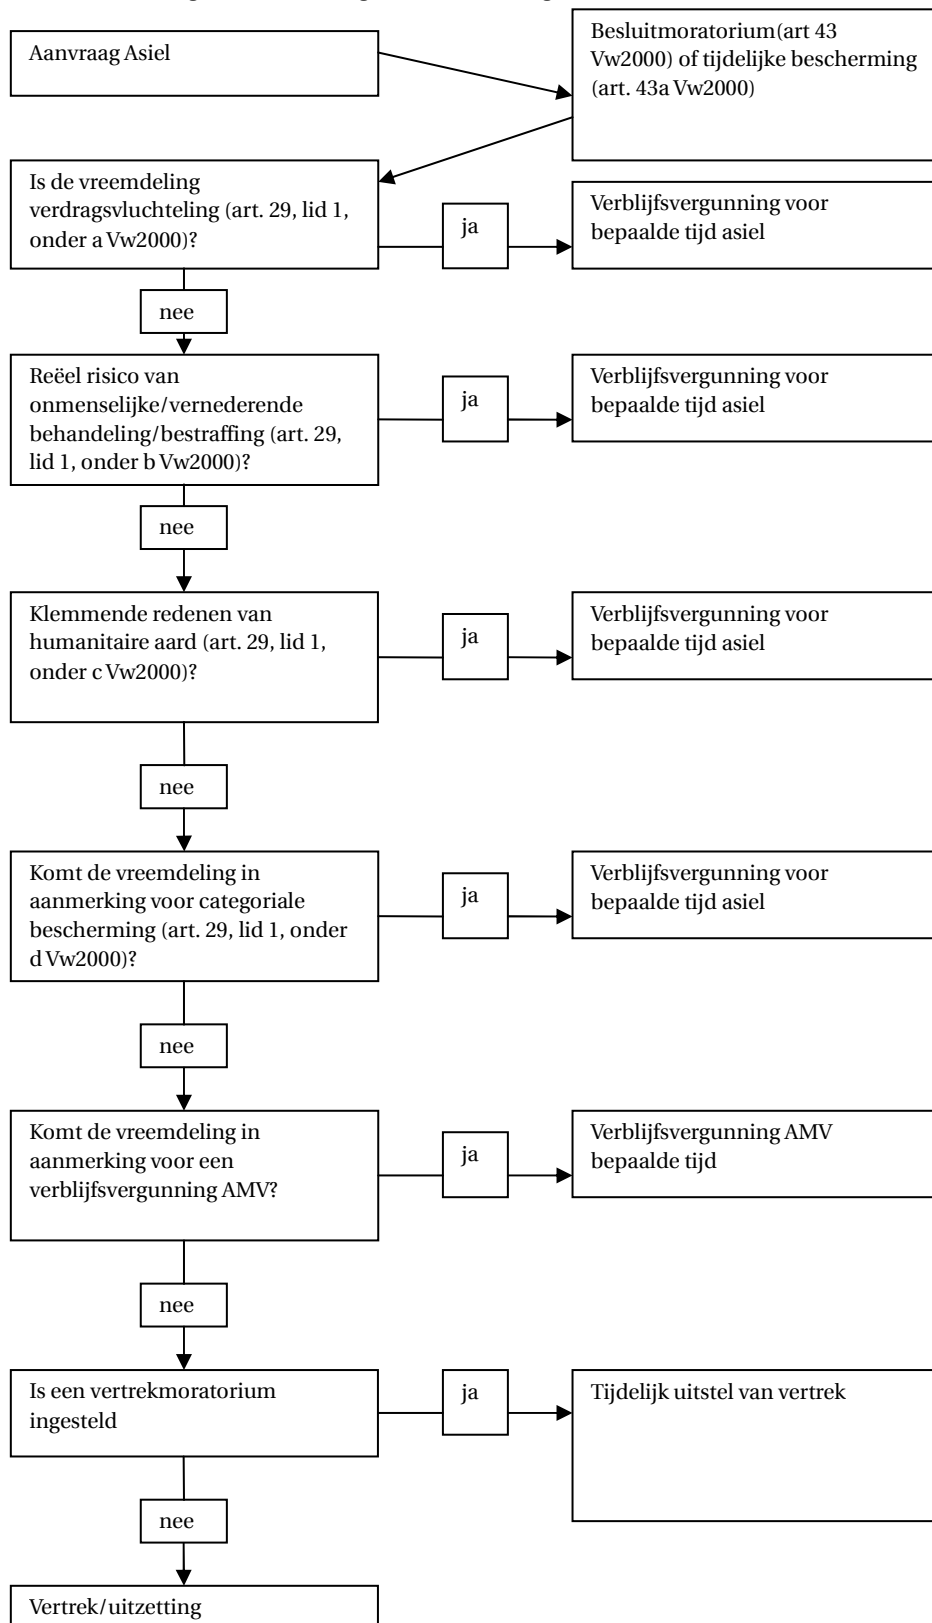 Aanvraag Asiel
Besluitmoratorium(art 43
Vw2000) of tijdelijke bescherming
(art. 43a Vw2000)
Is de vreemdeling
verdragsvluchteling (art. 29, lid 1,
onder a Vw2000)?
ja
Verblijfsvergunning voor
bepaalde tijd asiel
nee
Reëel risico van
onmenselijke/vernederende
behandeling/bestraffing (art. 29,
lid 1, onder b Vw2000)?
ja
Verblijfsvergunning voor
bepaalde tijd asiel
nee
Klemmende redenen van
humanitaire aard (art. 29, lid 1,
onder c Vw2000)?
ja
Verblijfsvergunning voor
bepaalde tijd asiel
nee
Komt de vreemdeling in
aanmerking voor categoriale
bescherming (art. 29, lid 1, onder
d Vw2000)?
ja
Verblijfsvergunning voor
bepaalde tijd asiel
nee
Komt de vreemdeling in
aanmerking voor een
verblijfsvergunning AMV?
ja
Verblijfsvergunning AMV
bepaalde tijd
nee
Is een vertrekmoratorium
ingesteld
ja
Tijdelijk uitstel van vertrek
nee
Vertrek/uitzetting